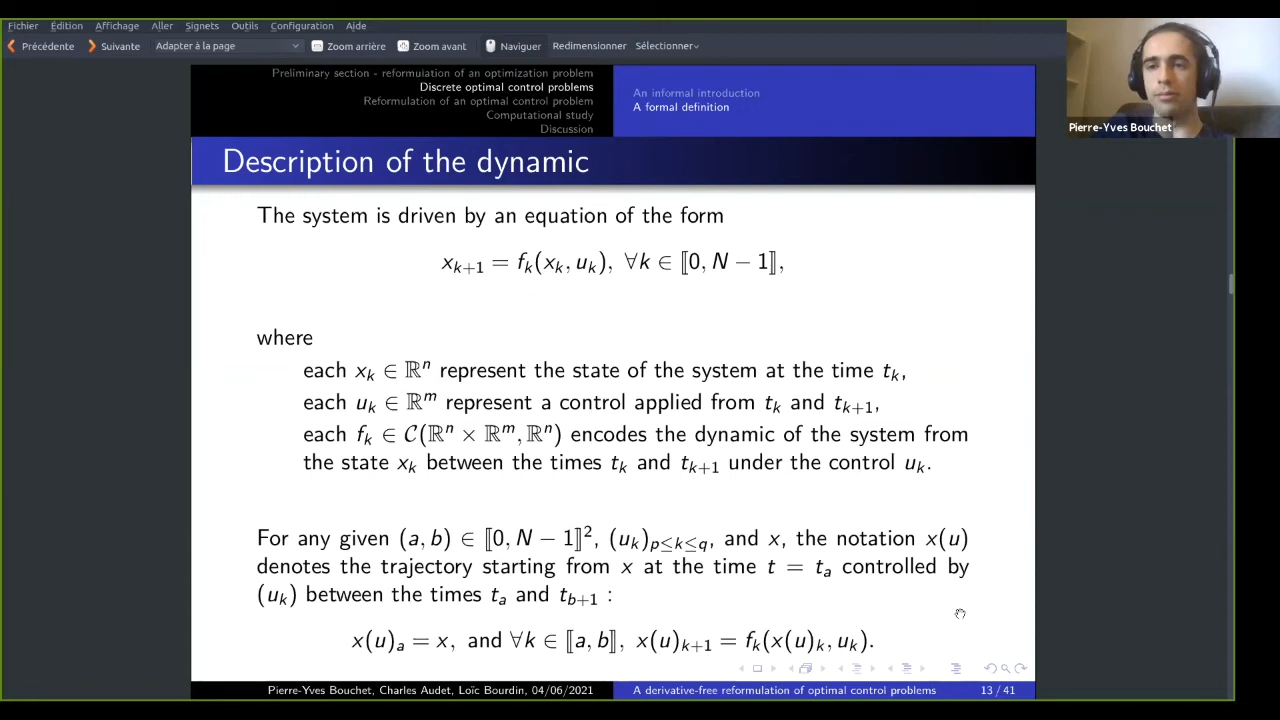 Fichier Édition Affichage Aller Signets Outils Configuration Aide
Précédente Suivante Adapter à la page Zoom arrière Zoom avant Naviguer Redimensionner Sélectionner
Pierre-Yves Bouchet
Preliminary section - reformulation of an optimization problem
Discrete optimal control problems
Reformulation of an optimal control problem
Computational study
Discussion
An informal introduction
A formal definition
Description of the dynamic
The system is driven by an equation of the form
x_{k+1} = f_k(x_k, u_k), ∀k ∈ ⟦0, N − 1⟧,
where
each x_k ∈ ℝ^n represent the state of the system at the time t_k,
each u_k ∈ ℝ^m represent a control applied from t_k and t_{k+1},
each f_k ∈ 𝒞(ℝ^n × ℝ^m, ℝ^n) encodes the dynamic of the system from
the state x_k between the times t_k and t_{k+1} under the control u_k.
For any given (a, b) ∈ ⟦0, N − 1⟧², (u_k)_{p≤k≤q}, and x, the notation x(u)
denotes the trajectory starting from x at the time t = t_a controlled by
(u_k) between the times t_a and t_{b+1} :
x(u)_a = x, and ∀k ∈ ⟦a, b⟧, x(u)_{k+1} = f_k(x(u)_k, u_k).
Pierre-Yves Bouchet, Charles Audet, Loïc Bourdin, 04/06/2021
A derivative-free reformulation of optimal control problems
13 / 41